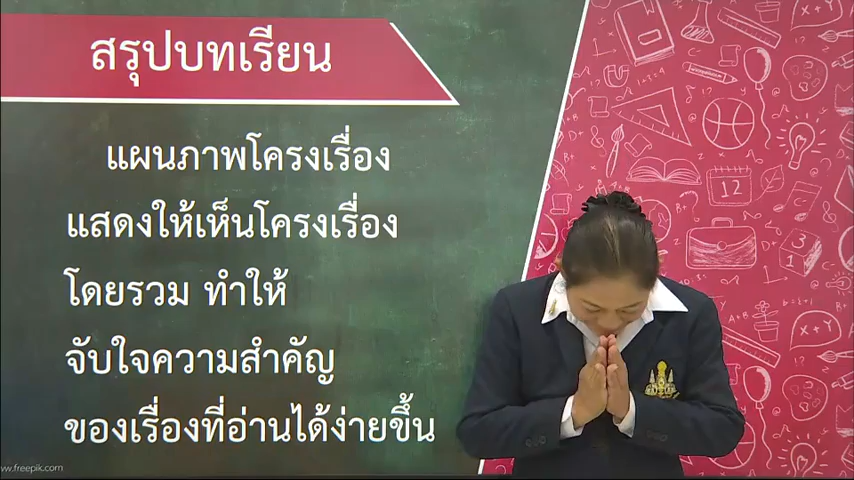 สรุปบทเรียน
แผนภาพโครงเรื่อง
แสดงให้เห็นโครงเรื่อง
โดยรวม ทำให้
จับใจความสำคัญ
ของเรื่องที่อ่านได้ง่ายขึ้น
ww.freepik.com
12
X+Y
X+Y
A+B